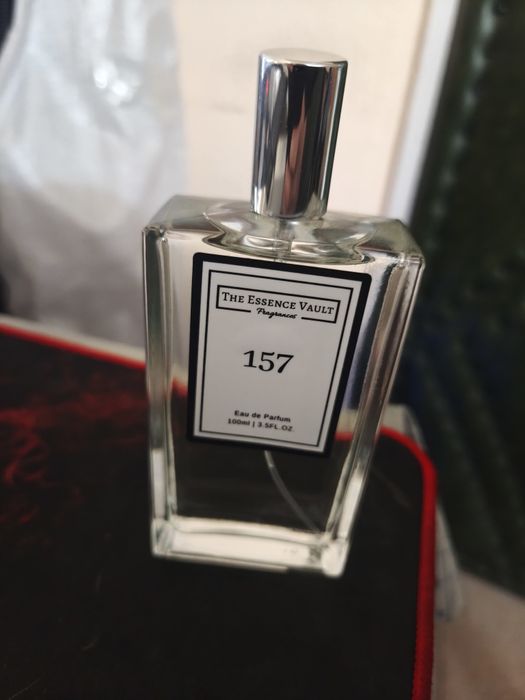 THE ESSENCE VAULT
Fragrances
157
Eau de Parfum
100ml | 3.5FL.OZ.